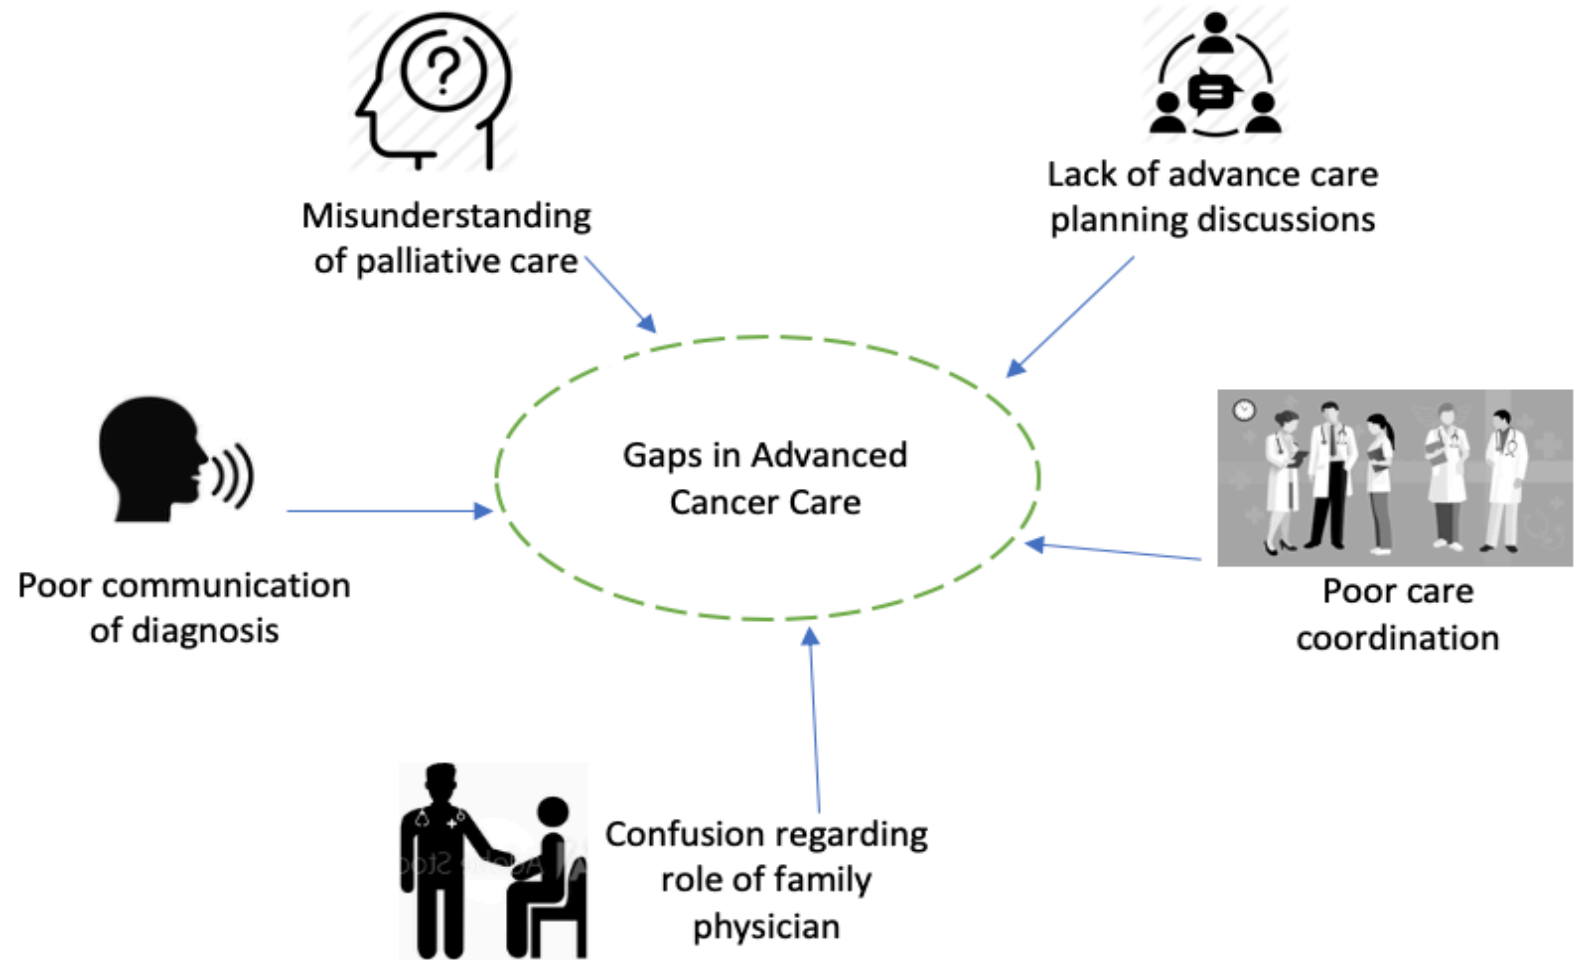 Misunderstanding
of palliative care
Lack of advance care
planning discussions
Gaps in Advanced
Cancer Care
Poor communication
of diagnosis
Poor care
coordination
Confusion regarding
role of family
physician